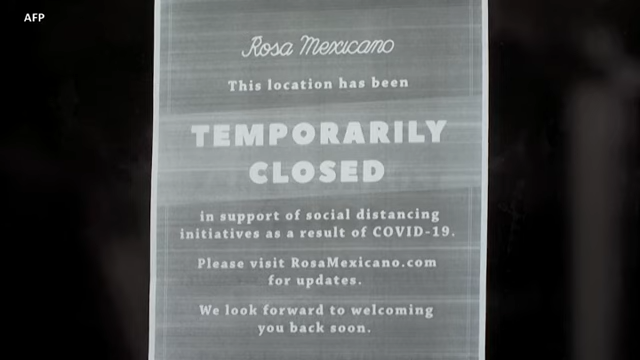 AFP
Rosa Mexicano
This location has been
TEMPORARILY
CLOSED
in support of social distancing
initiatives as a result of COVID-19.
Please visit RosaMexicano.com
for updates.
We look forward to welcoming
you back soon.